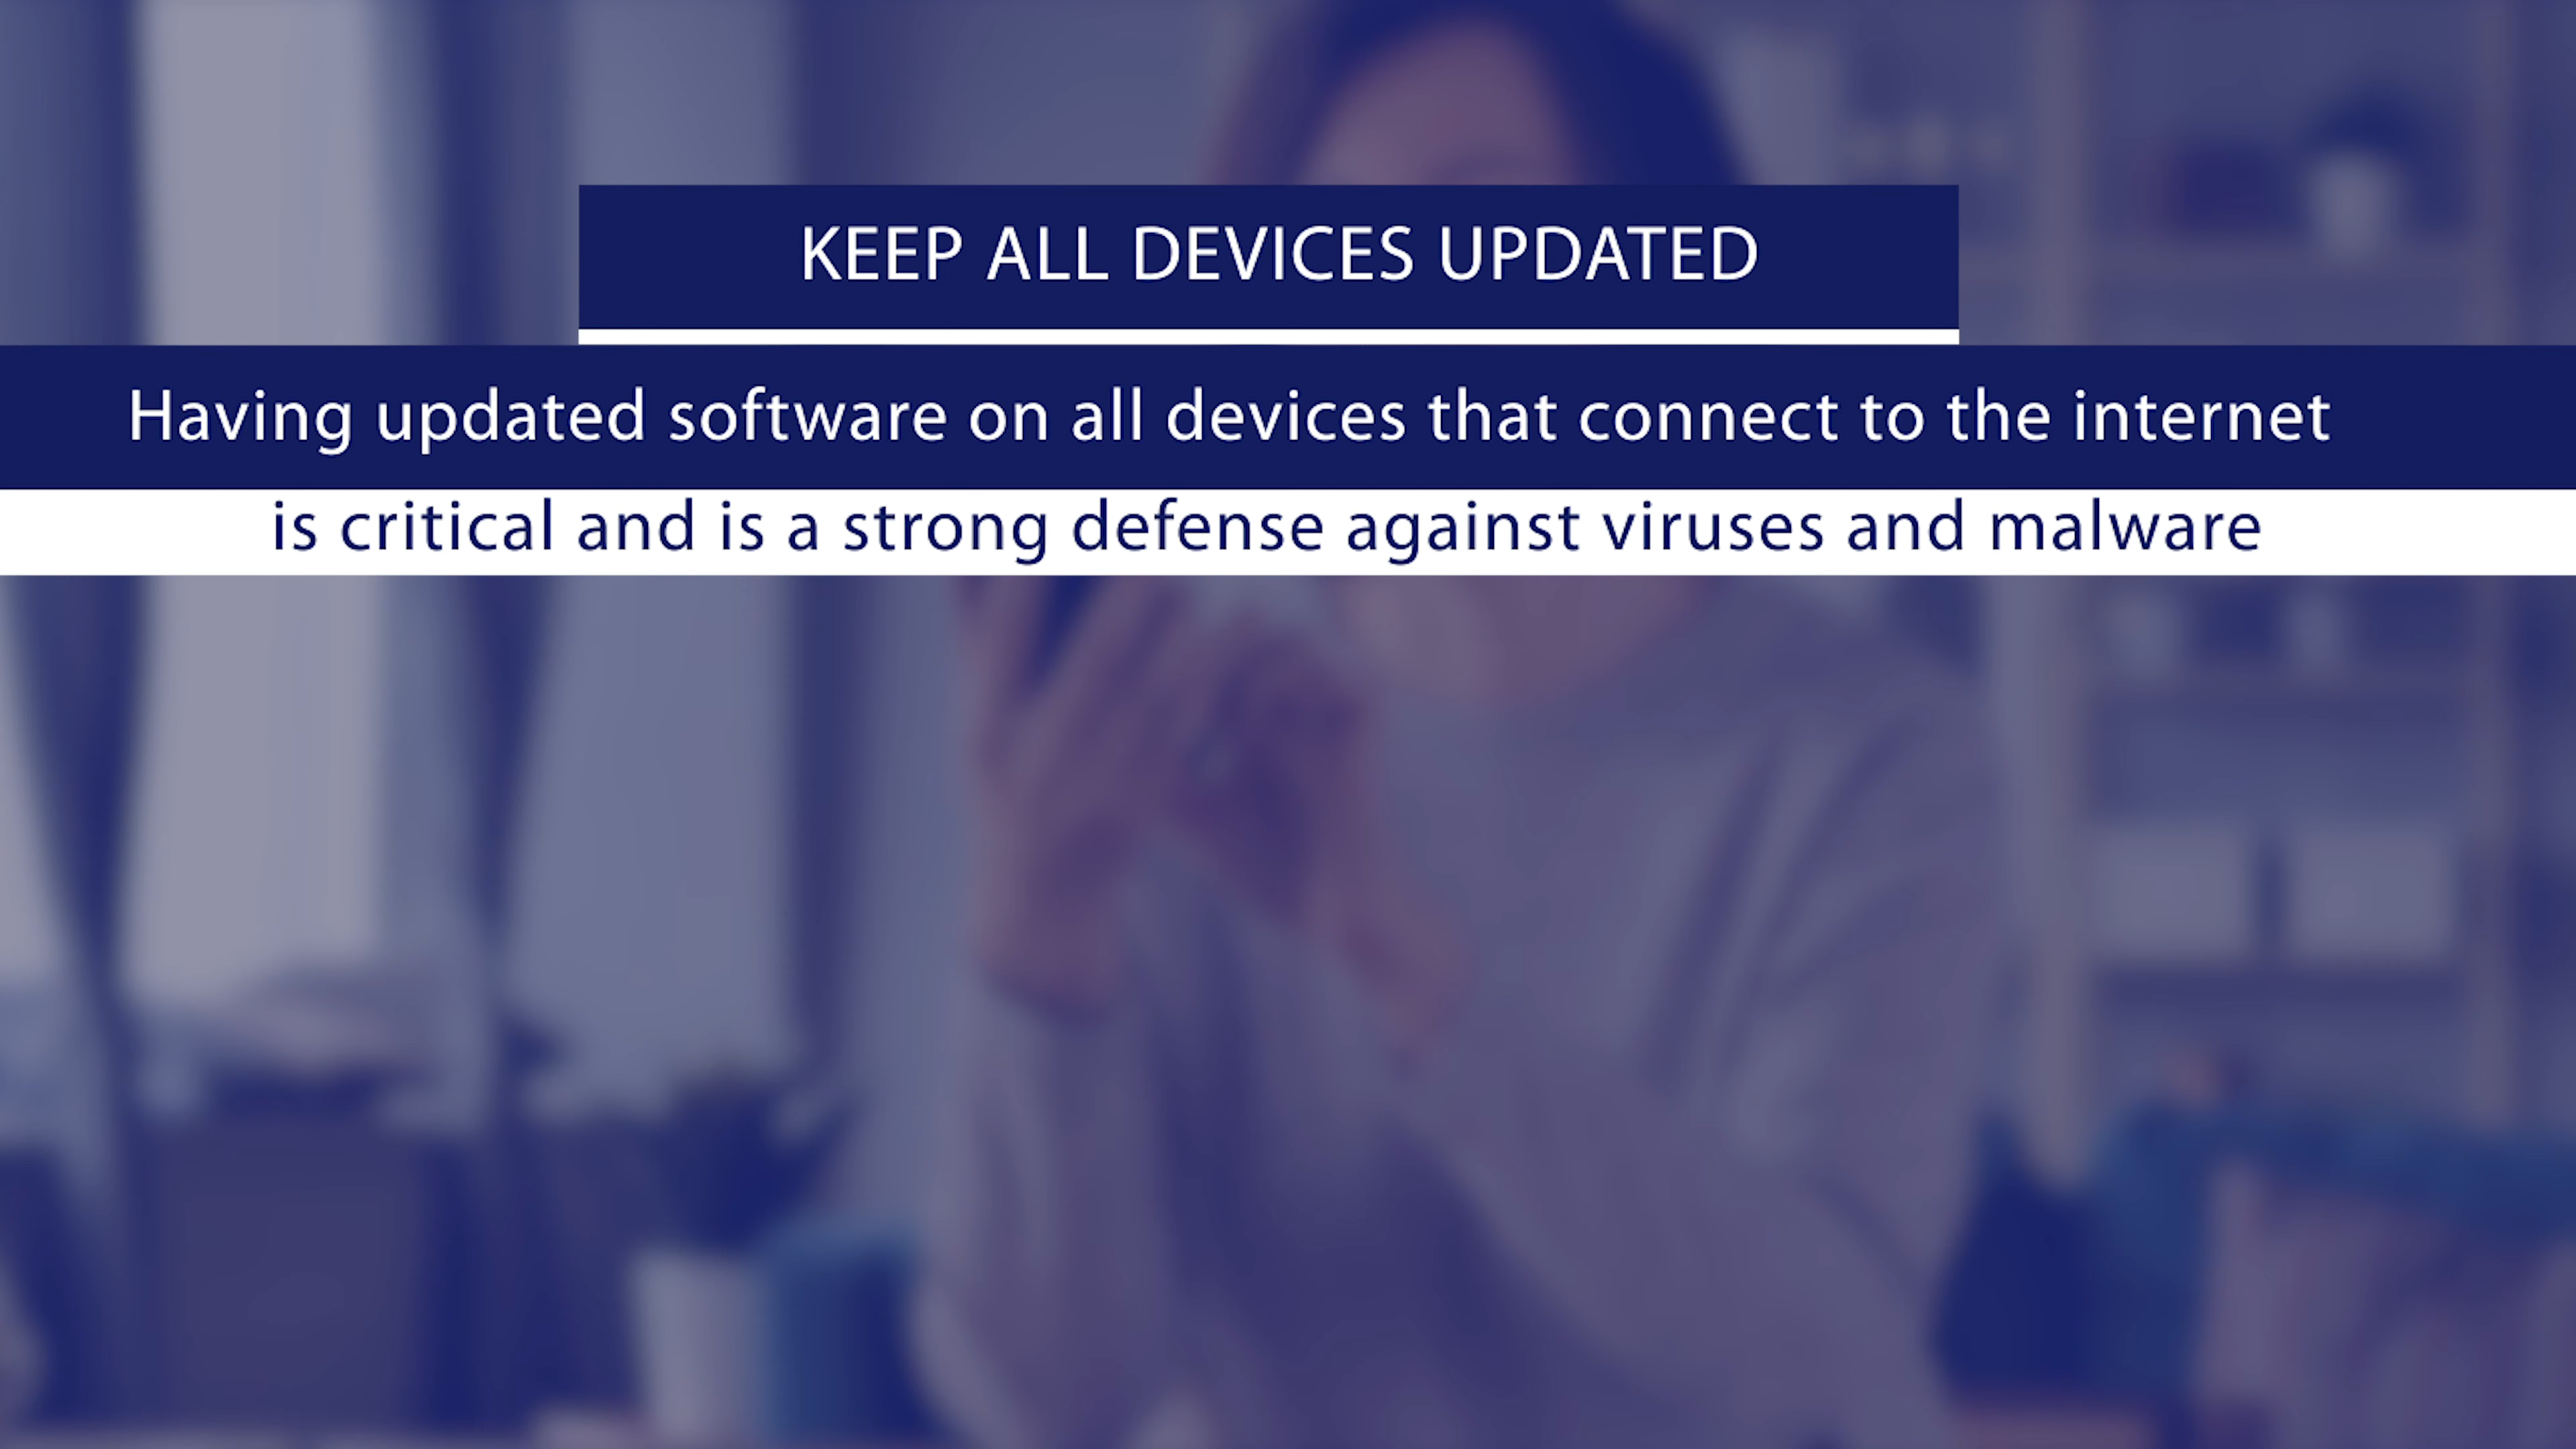 KEEP ALL DEVICES UPDATED
Having updated software on all devices that connect to the internet
is critical and is a strong defense against viruses and malware